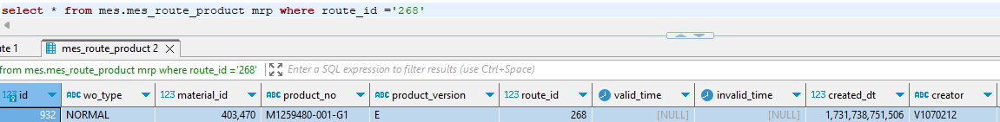 select * from mes.mes_route_product mrp where route_id ='268'
ute 1 mes_route_product 2
from mes.mes_route_product mrp where route_id ='268' Enter a SQL expression to filter results (use Ctrl+Space)
123 id ABC wo_type 123 material_id ABC product_no ABC product_version 123 route_id valid_time invalid_time 123 created_dt ABC creator
932 NORMAL 403,470 M1259480-001-G1 E 268 [NULL] [NULL] 1,731,738,751,506 V1070212